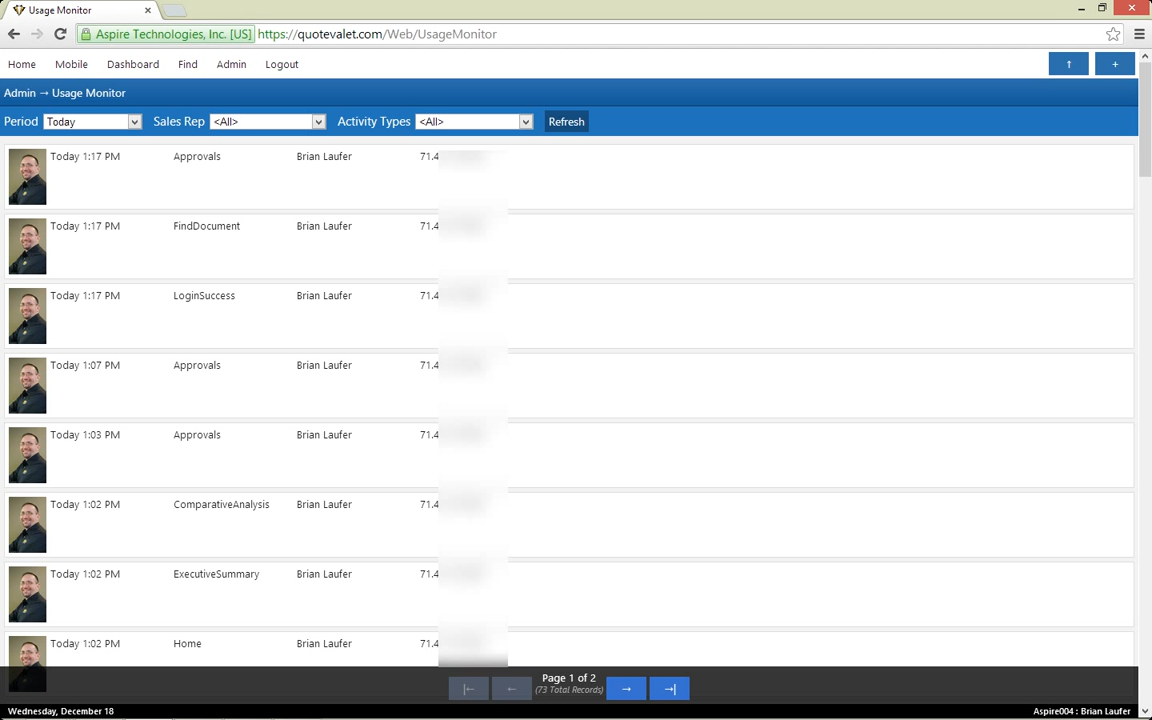 Usage Monitor
Aspire Technologies, Inc. [US] https://quotevalet.com/Web/UsageMonitor
Home Mobile Dashboard Find Admin Logout ↑ +
Admin → Usage Monitor
Period Today Sales Rep <All> Activity Types <All> Refresh
Today 1:17 PM Approvals Brian Laufer 71.4
Today 1:17 PM FindDocument Brian Laufer 71.4
Today 1:17 PM LoginSuccess Brian Laufer 71.4
Today 1:07 PM Approvals Brian Laufer 71.4
Today 1:03 PM Approvals Brian Laufer 71.4
Today 1:02 PM ComparativeAnalysis Brian Laufer 71.4
Today 1:02 PM ExecutiveSummary Brian Laufer 71.4
Today 1:02 PM Home Brian Laufer 71.4
Page 1 of 2
(73 Total Records)
Wednesday, December 18 Aspire004 : Brian Laufer